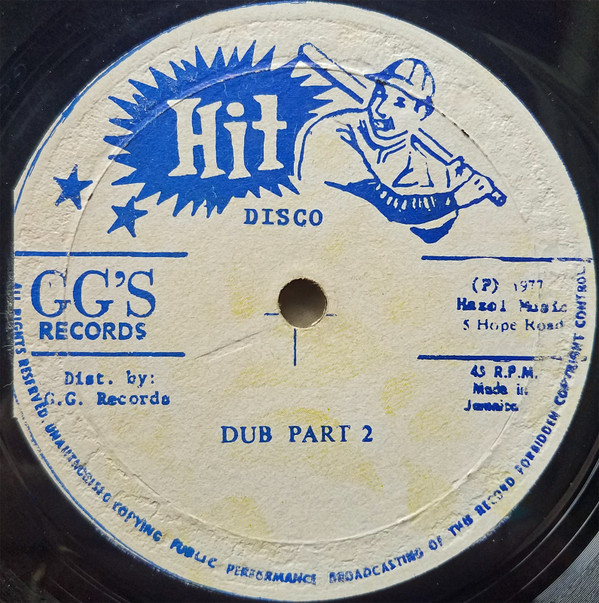 Hit
DISCO
GG'S
RECORDS
Dist. by:
G.G. Records
(P) 1977
Hazel Music
5 Hope Road
45 R.P.M.
Made in
Jamaica
DUB PART 2
ALL RIGHTS RESERVED UNAUTHORISED COPYING PUBLIC PERFORMANCE BROADCASTING OF THIS RECORD FORBIDDEN COPYRIGHT CONTROL